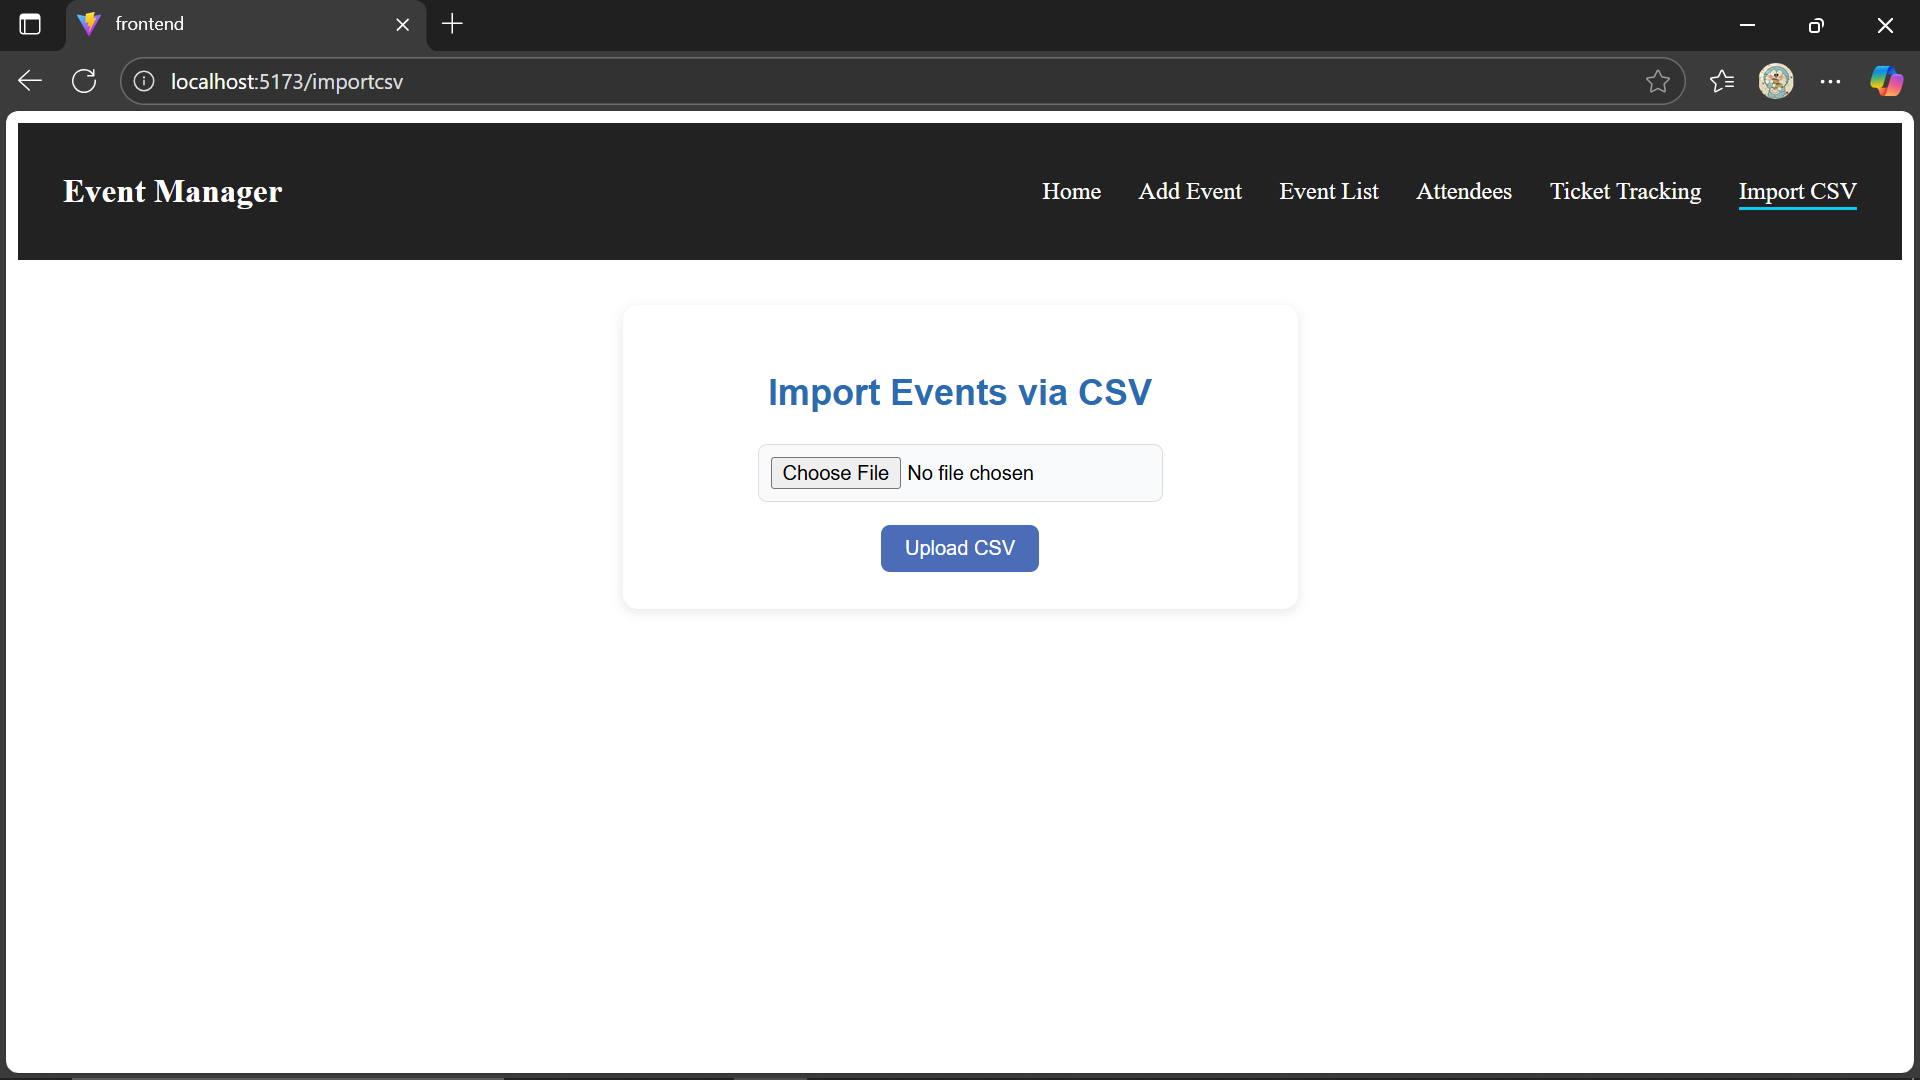 frontend
localhost:5173/importcsv
Event Manager
Home Add Event Event List Attendees Ticket Tracking Import CSV
Import Events via CSV
Choose File No file chosen
Upload CSV